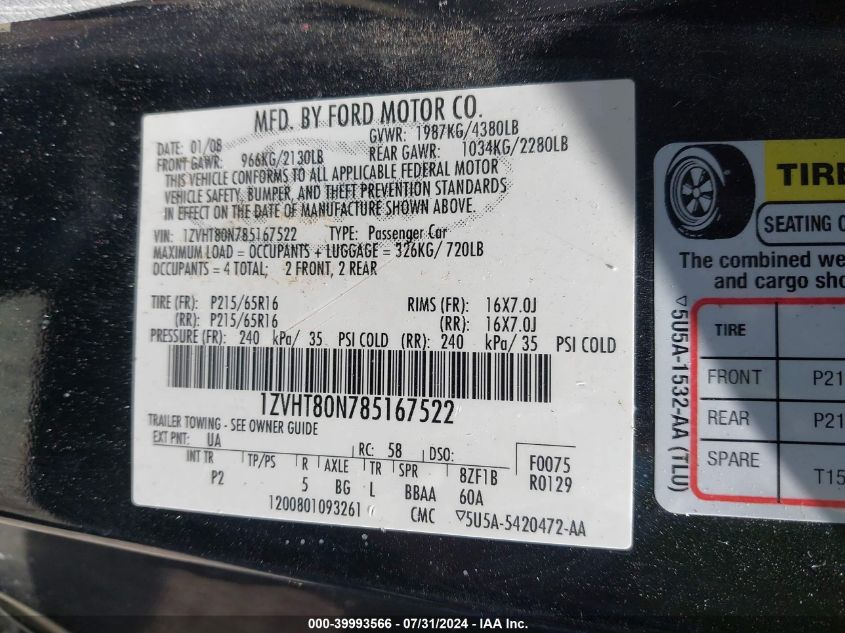 MFD. BY FORD MOTOR CO.
DATE: 01/08 GVWR: 1987KG/4380LB
FRONT GAWR: 966KG/2130LB REAR GAWR: 1034KG/2280LB
THIS VEHICLE CONFORMS TO ALL APPLICABLE FEDERAL MOTOR
VEHICLE SAFETY, BUMPER, AND THEFT PREVENTION STANDARDS
IN EFFECT ON THE DATE OF MANUFACTURE SHOWN ABOVE.
VIN: 1ZVHT80N785167522 TYPE: Passenger Car
MAXIMUM LOAD = OCCUPANTS + LUGGAGE = 326KG/ 720LB
OCCUPANTS = 4 TOTAL; 2 FRONT, 2 REAR
TIRE (FR): P215/65R16 RIMS (FR): 16X7.0J
(RR): P215/65R16 (RR): 16X7.0J
PRESSURE (FR): 240 kPa/ 35 PSI COLD (RR): 240 kPa/ 35 PSI COLD
1ZVHT80N785167522
TRAILER TOWING - SEE OWNER GUIDE
EXT PNT: UA RC: 58 DSO: F0075
INT TR TP/PS R AXLE TR SPR 8ZF1B R0129
P2 5 BG L BBAA 60A
1200801093261 CMC ▽5U5A-5420472-AA
▽5U5A-1532-AA (TLU)
TIRE
SEATING C
The combined we
and cargo sho
TIRE
FRONT P21
REAR P21
SPARE T15
000-39993566 - 07/31/2024 - IAAI.com